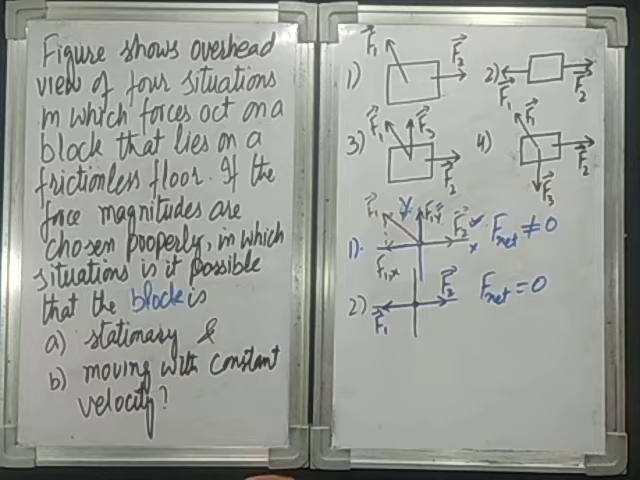 Figure shows overhead
view of four situations
in which forces act on a
block that lies on a
frictionless floor. If the
force magnitudes are
chosen properly, in which
situations is it possible
that the block is
a) stationary &
b) moving with constant
velocity?
1) F₁ F₂
2) F₁ F₂
3) F₁ F₃ F₂
4) F₁ F₂ F₃
1). F₁ y F₁y F₂ x F₁x Fnet ≠ 0
2) F₁ F₂ Fnet = 0